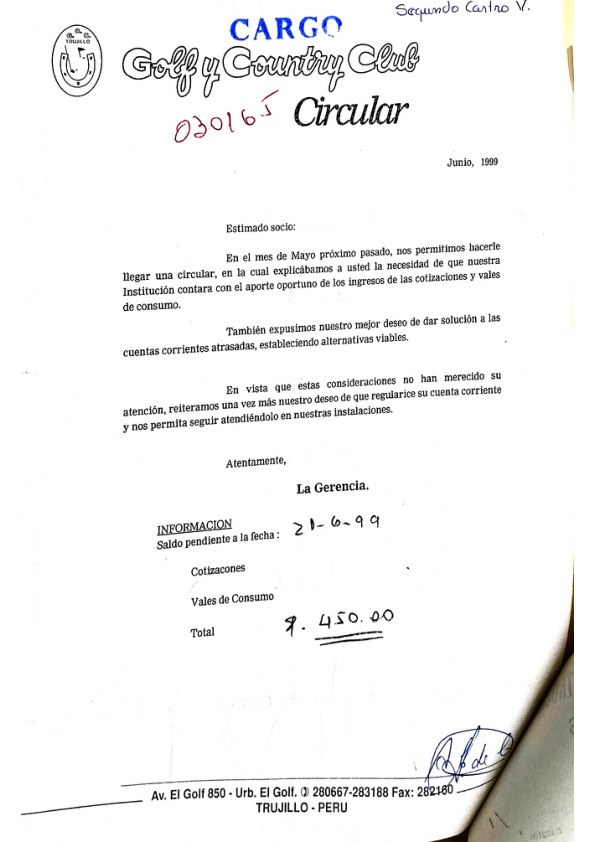 Segundo Castro V.
CARGO
TRUJILLO
Golf y Country Club
03016
Circular
Junio, 1999
Estimado socio:
En el mes de Mayo próximo pasado, nos permitimos hacerle
llegar una circular, en la cual explicábamos a usted la necesidad de que nuestra
Institución contara con el aporte oportuno de los ingresos de las cotizaciones y vales
de consumo.
También expusimos nuestro mejor deseo de dar solución a las
cuentas corrientes atrasadas, estableciendo alternativas viables.
En vista que estas consideraciones no han merecido su
atención, reiteramos una vez más nuestro deseo de que regularice su cuenta corriente
y nos permita seguir atendiéndolo en nuestras instalaciones.
Atentamente,
La Gerencia.
INFORMACION
Saldo pendiente a la fecha : 21-6-99
Cotizacones
Vales de Consumo
Total 450.00
Av. El Golf 850 - Urb. El Golf. ✆ 280667-283188 Fax: 282160
TRUJILLO - PERU